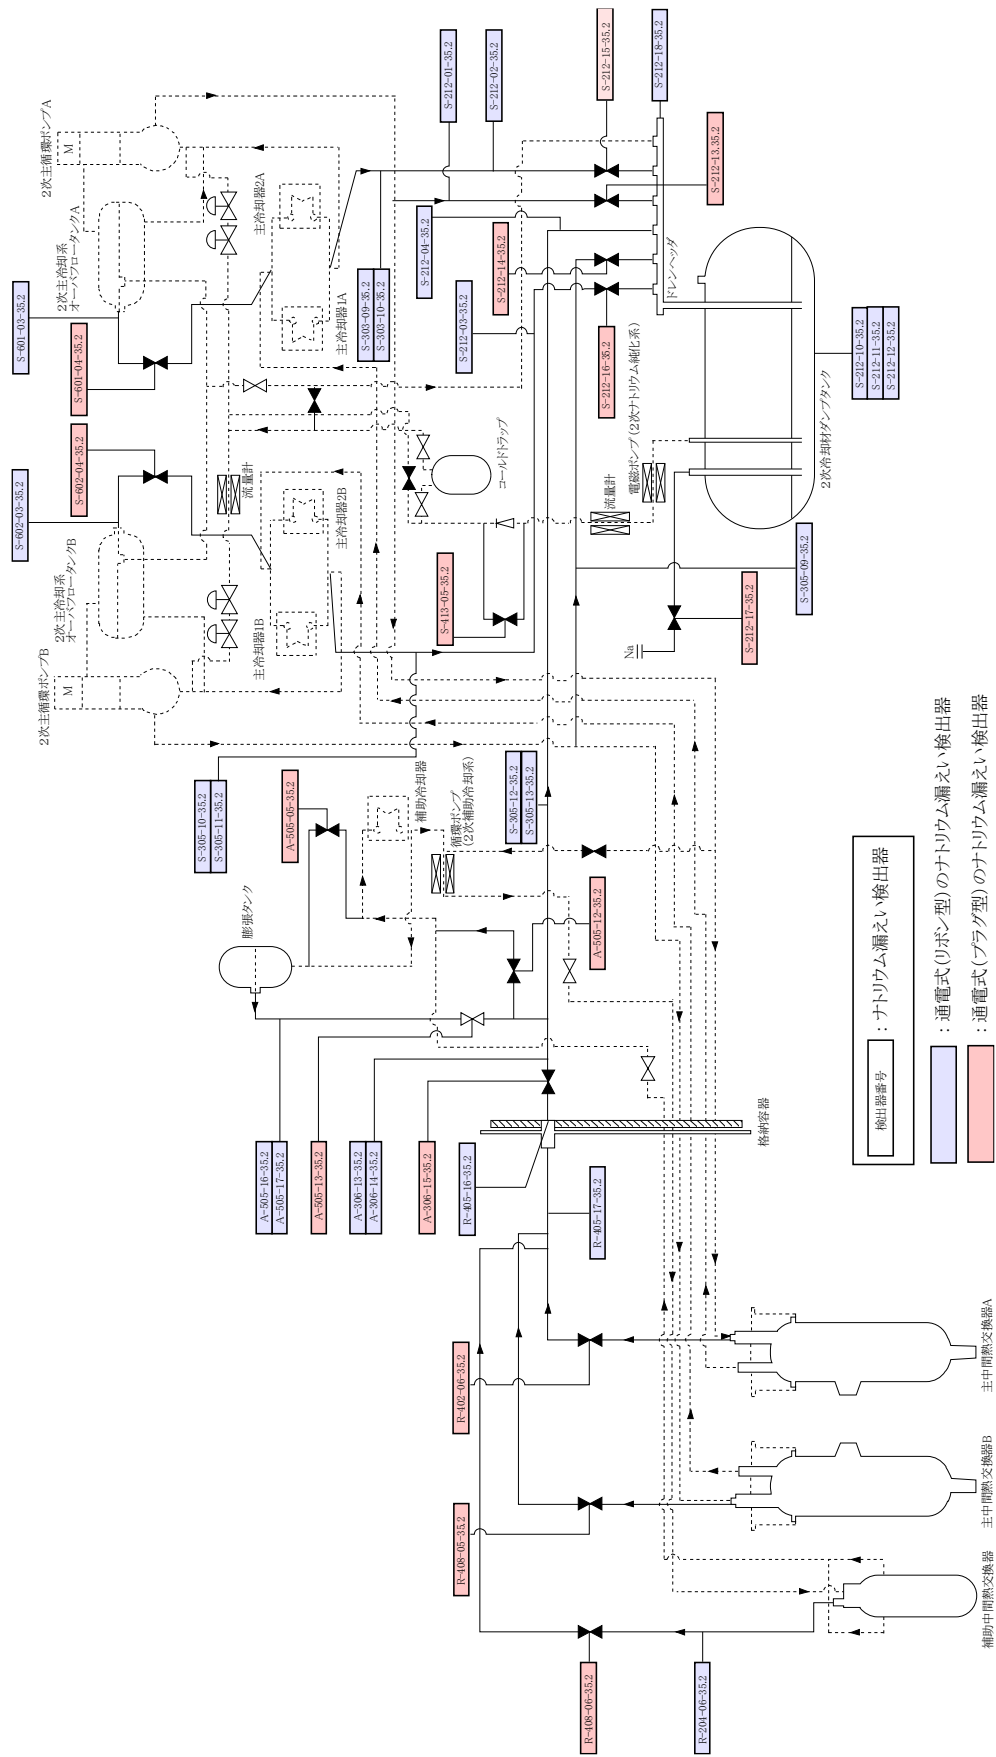 2次主循環ポンプA
M
2次主冷却系
オーバフロータンクA
主冷却器2A
主冷却器1A
S-601-03-35.2
S-601-04-35.2
S-602-04-35.2
S-602-03-35.2
2次主循環ポンプB
M
2次主冷却系
オーバフロータンクB
主冷却器2B
主冷却器1B
流量計
S-303-09-35.2
S-303-10-35.2
S-212-01-35.2
S-212-02-35.2
S-212-15-35.2
S-212-18-35.2
S-212-13.35.2
S-212-04-35.2
S-212-14-35.2
S-212-03-35.2
S-212-16-35.2
ドレンヘッダ
S-212-10-35.2
S-212-11-35.2
S-212-12-35.2
2次冷却材ダンプタンク
電磁ポンプ(2次ナトリウム純化系)
流量計
コールドトラップ
S-413-05-35.2
S-305-09-35.2
S-212-17-35.2
Na
S-305-10-35.2
S-305-11-35.2
A-505-05-35.2
補助冷却器
循環ポンプ
(2次補助冷却系)
S-305-12-35.2
S-305-13-35.2
膨張タンク
A-505-12-35.2
A-505-16-35.2
A-505-17-35.2
A-505-13-35.2
A-306-13-35.2
A-306-14-35.2
A-306-15-35.2
R-405-16-35.2
R-405-17-35.2
格納容器
R-402-06-35.2
R-408-05-35.2
R-408-06-35.2
R-204-06-35.2
主中間熱交換器A
主中間熱交換器B
補助中間熱交換器
検出器番号
：ナトリウム漏えい検出器
：通電式(リボン型)のナトリウム漏えい検出器
：通電式(プラグ型)のナトリウム漏えい検出器